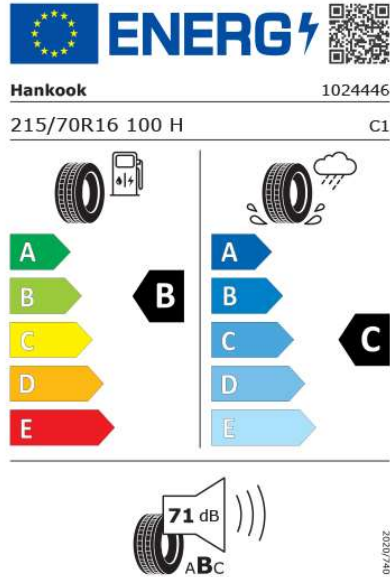 ENERG
Hankook 1024446
215/70R16 100 H C1
A A
B B B
C C C
D D
E E
71 dB
ABC
2020/740